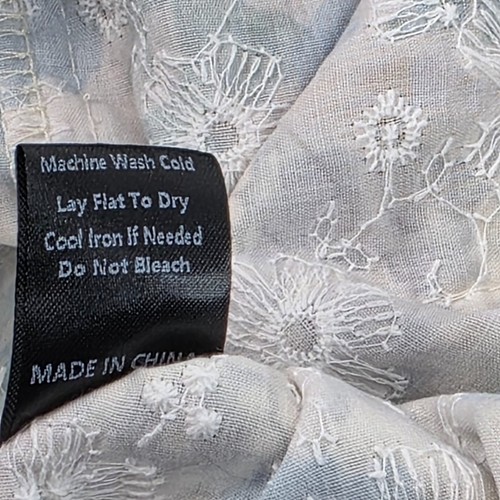 Machine Wash Cold
Lay Flat To Dry
Cool Iron If Needed
Do Not Bleach
MADE IN CHINA